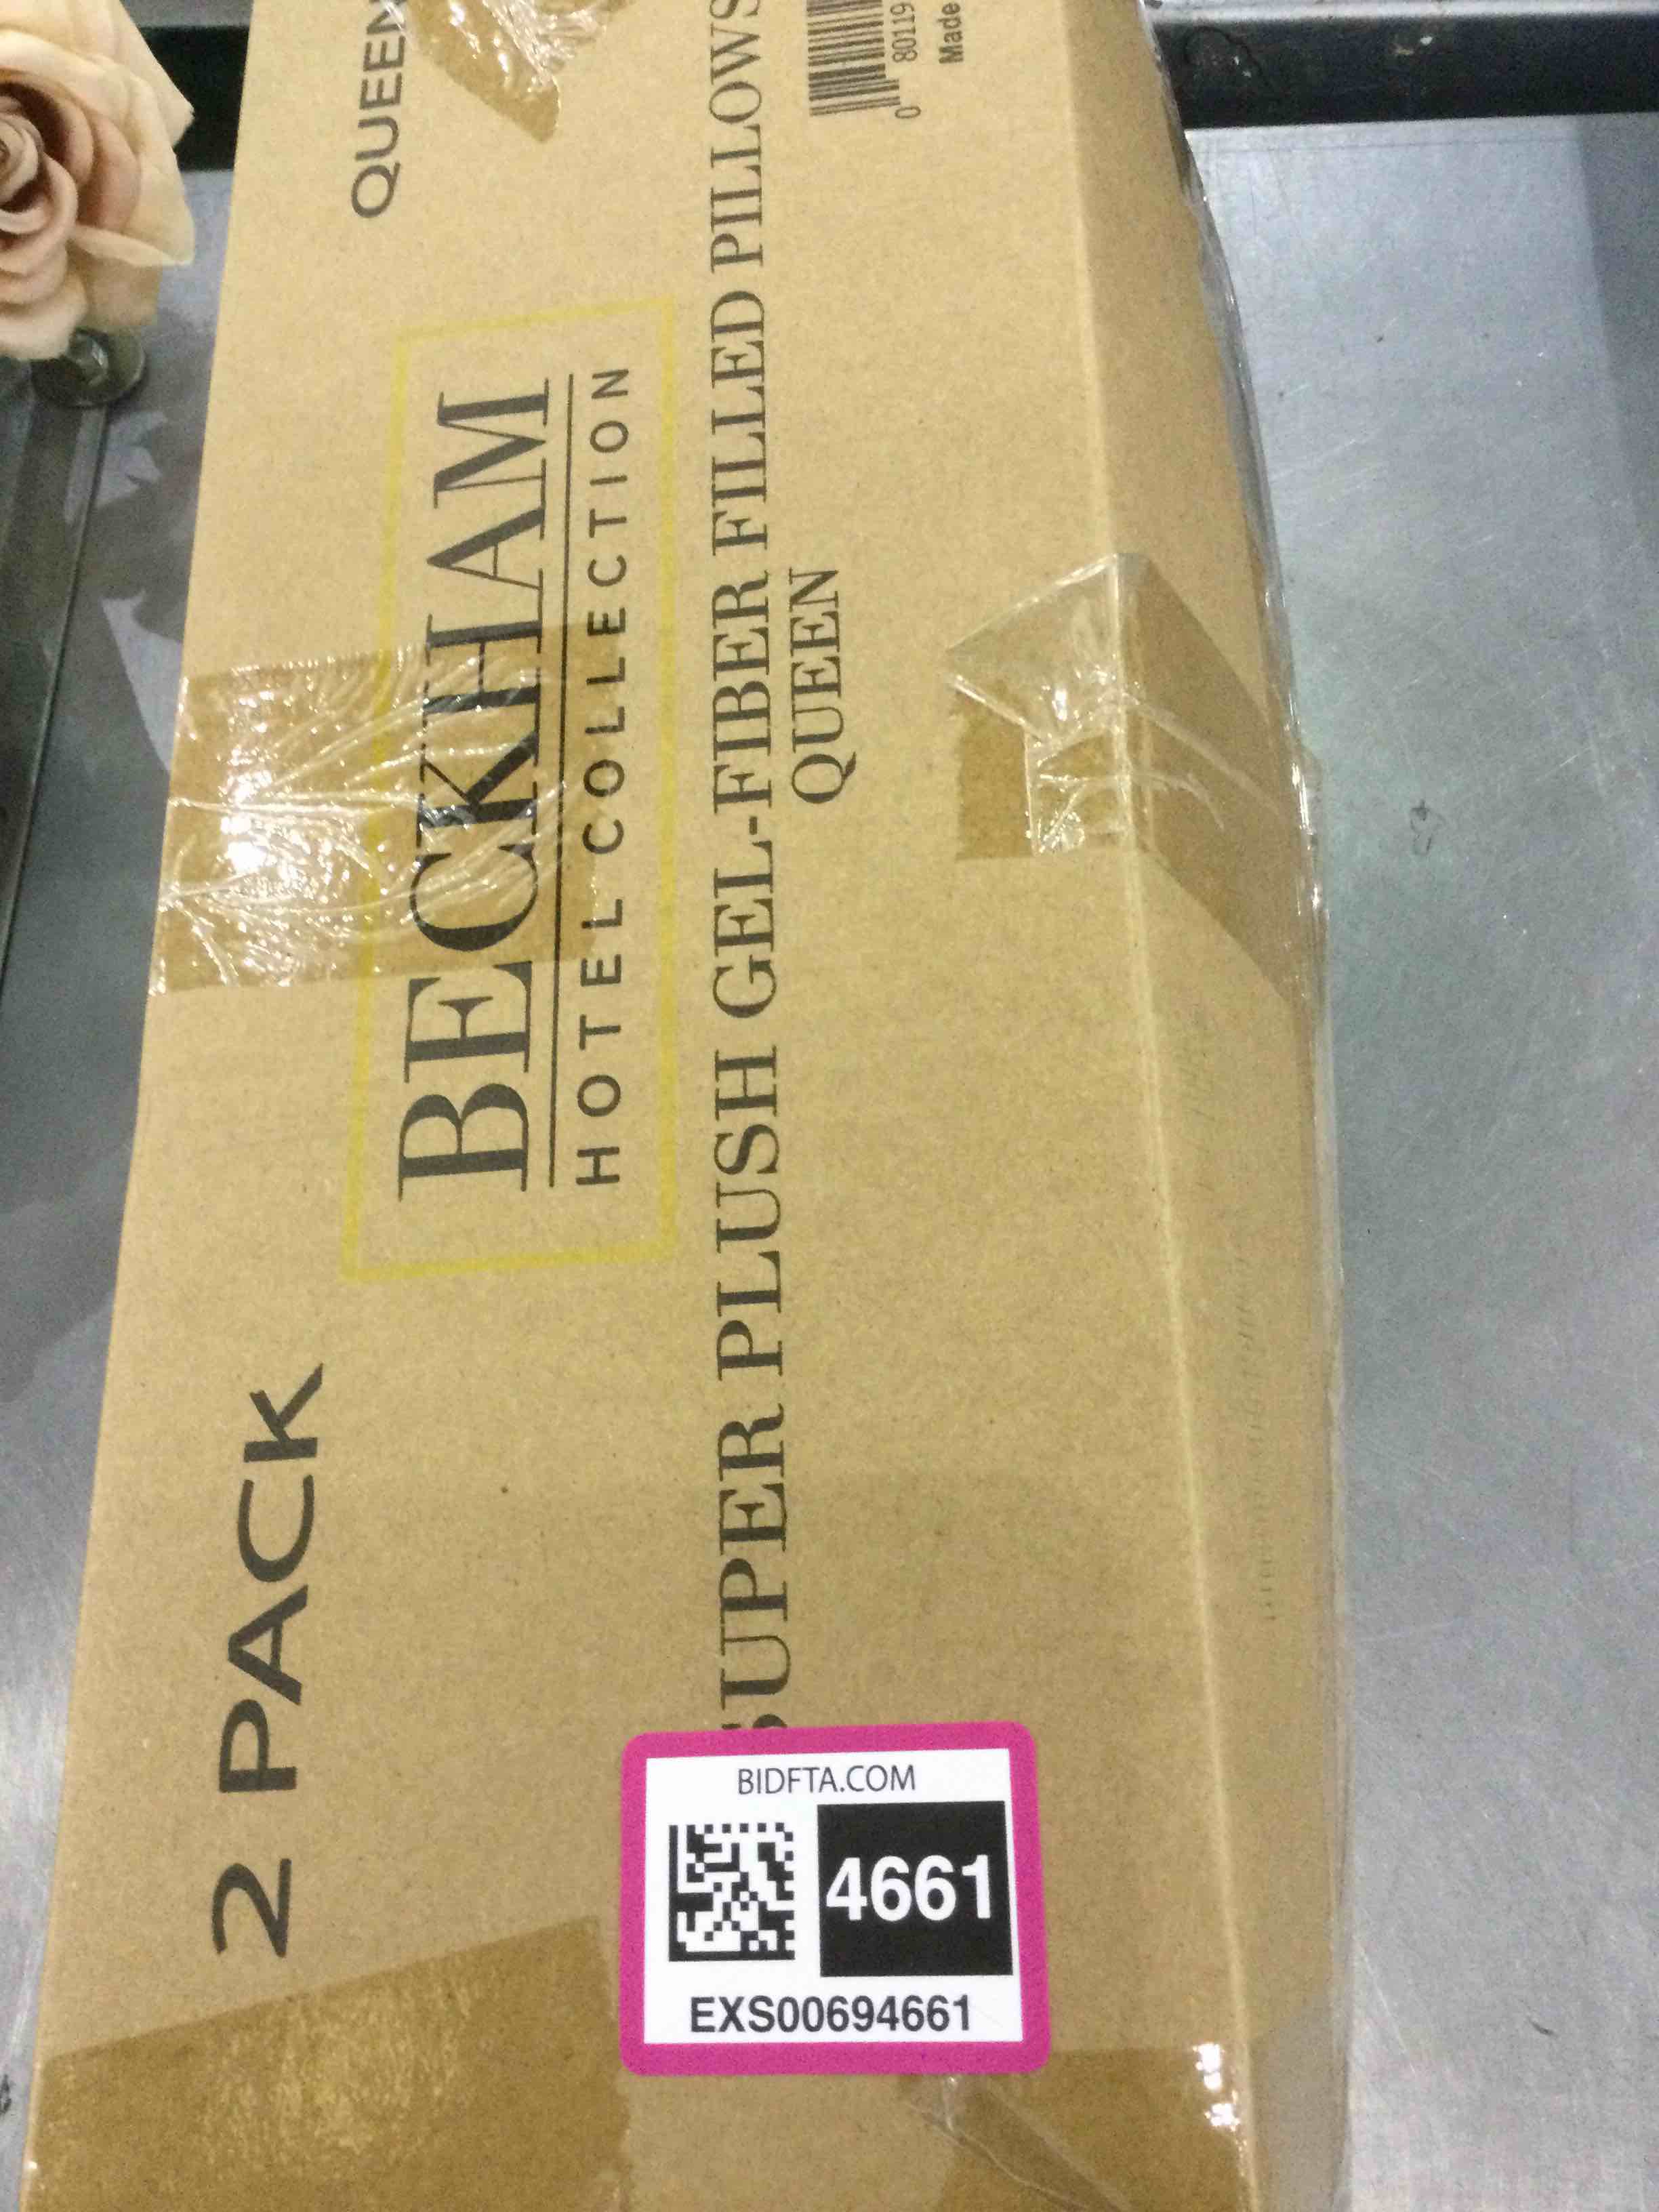 2 PACK
QUEEN
BECKHAM
HOTEL COLLECTION
SUPER PLUSH GEL-FIBER FILLED PILLOWS
QUEEN
0 80119
Made
BIDFTA.COM
4661
EXS00694661